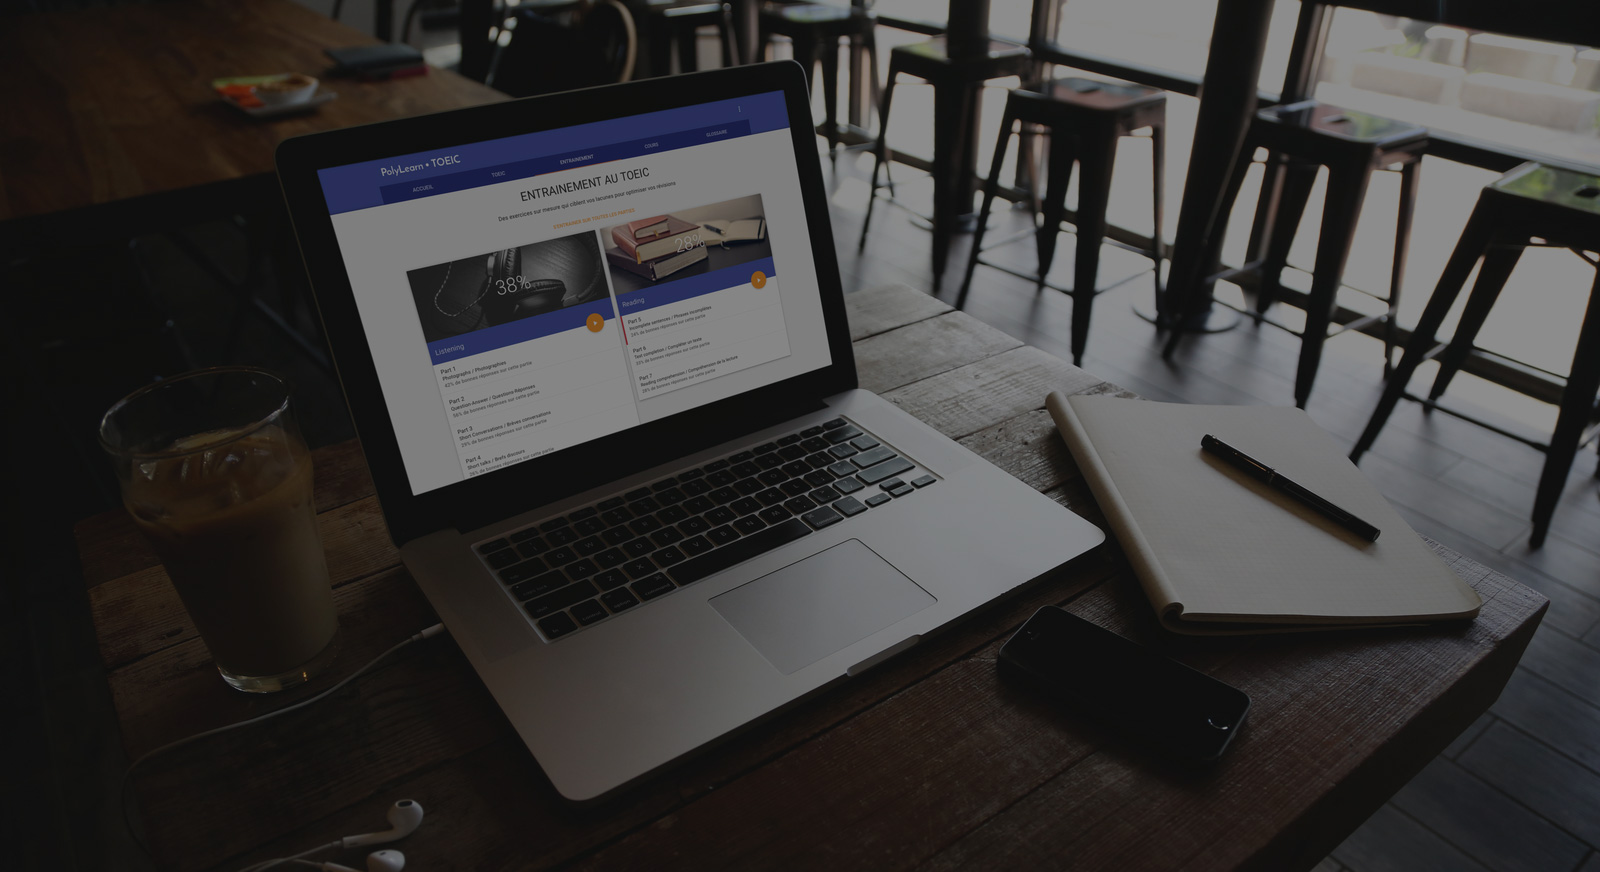 PolyLearn • TOEIC
ACCUEIL
TOEIC
ENTRAINEMENT
COURS
GLOSSAIRE
ENTRAINEMENT AU TOEIC
Des exercices sur mesure qui ciblent vos lacunes pour optimiser vos révisions
38%
Listening
Part 1
Photographs / Photographies
42% de bonnes réponses sur cette partie
Part 2
Question-Answer / Questions-Réponses
56% de bonnes réponses sur cette partie
Part 3
Short Conversations / Brèves conversations
29% de bonnes réponses sur cette partie
Part 4
Short talks / Brefs discours
28%
Reading
Part 5
Incomplete sentences / Phrases incomplètes
24% de bonnes réponses sur cette partie
Part 6
Text completion / Compléter un texte
de bonnes réponses sur cette partie
Part 7
Reading comprehension / Compréhension de la lecture
de bonnes réponses sur cette partie